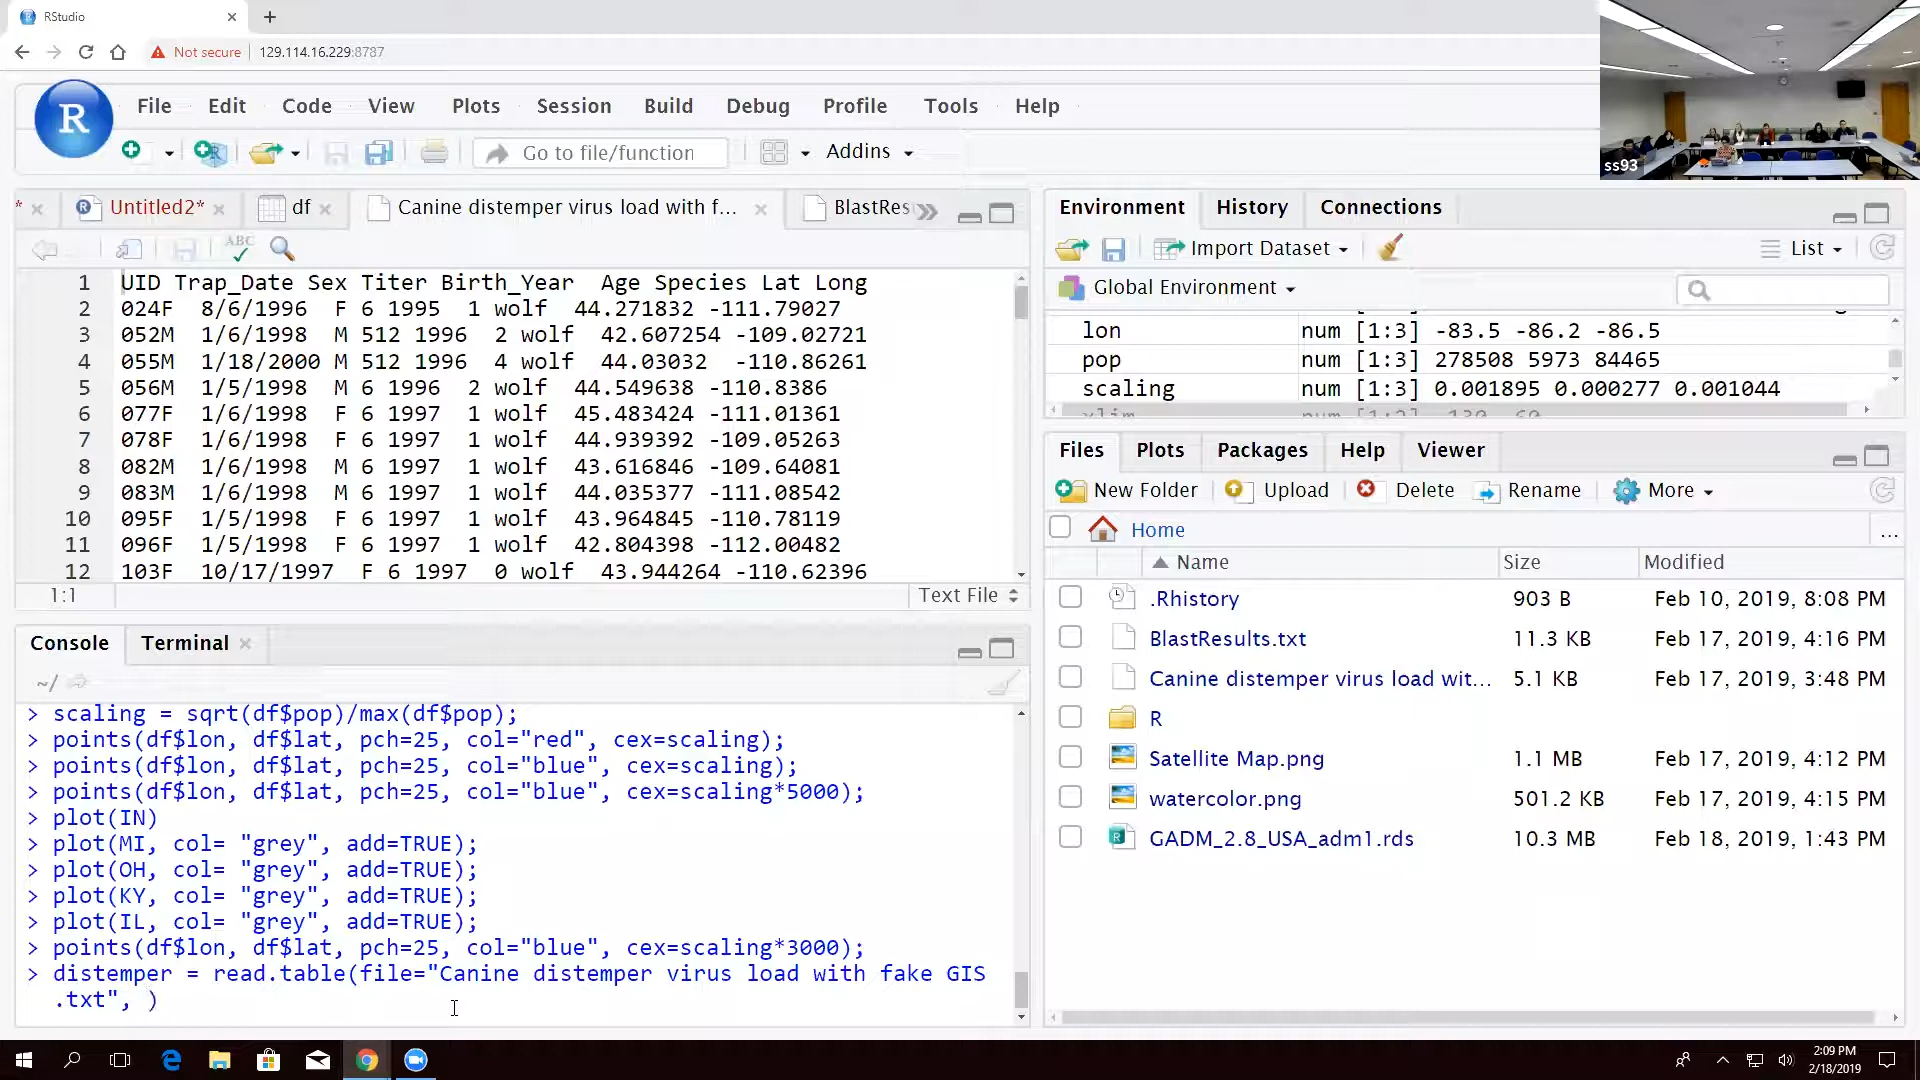 RStudio
Not secure 129.114.16.229:8787
ss93
R File Edit Code View Plots Session Build Debug Profile Tools Help
Go to file/function Addins
* Untitled2* df Canine distemper virus load with f... BlastRes
ABC
1 UID Trap_Date Sex Titer Birth_Year Age Species Lat Long
2 024F 8/6/1996 F 6 1995 1 wolf 44.271832 -111.79027
3 052M 1/6/1998 M 512 1996 2 wolf 42.607254 -109.02721
4 055M 1/18/2000 M 512 1996 4 wolf 44.03032 -110.86261
5 056M 1/5/1998 M 6 1996 2 wolf 44.549638 -110.8386
6 077F 1/6/1998 F 6 1997 1 wolf 45.483424 -111.01361
7 078F 1/6/1998 F 6 1997 1 wolf 44.939392 -109.05263
8 082M 1/6/1998 M 6 1997 1 wolf 43.616846 -109.64081
9 083M 1/6/1998 M 6 1997 1 wolf 44.035377 -111.08542
10 095F 1/5/1998 F 6 1997 1 wolf 43.964845 -110.78119
11 096F 1/5/1998 F 6 1997 1 wolf 42.804398 -112.00482
12 103F 10/17/1997 F 6 1997 0 wolf 43.944264 -110.62396
1:1 Text File
Console Terminal
~/
> scaling = sqrt(df$pop)/max(df$pop);
> points(df$lon, df$lat, pch=25, col="red", cex=scaling);
> points(df$lon, df$lat, pch=25, col="blue", cex=scaling);
> points(df$lon, df$lat, pch=25, col="blue", cex=scaling*5000);
> plot(IN)
> plot(MI, col= "grey", add=TRUE);
> plot(OH, col= "grey", add=TRUE);
> plot(KY, col= "grey", add=TRUE);
> plot(IL, col= "grey", add=TRUE);
> points(df$lon, df$lat, pch=25, col="blue", cex=scaling*3000);
> distemper = read.table(file="Canine distemper virus load with fake GIS
.txt", )
Environment History Connections
Import Dataset List
Global Environment
lon num [1:3] -83.5 -86.2 -86.5
pop num [1:3] 278508 5973 84465
scaling num [1:3] 0.001895 0.000277 0.001044
xlim num [1:2] -130 -60
Files Plots Packages Help Viewer
New Folder Upload Delete Rename More
Home ...
Name Size Modified
.Rhistory 903 B Feb 10, 2019, 8:08 PM
BlastResults.txt 11.3 KB Feb 17, 2019, 4:16 PM
Canine distemper virus load wit... 5.1 KB Feb 17, 2019, 3:48 PM
R
Satellite Map.png 1.1 MB Feb 17, 2019, 4:12 PM
watercolor.png 501.2 KB Feb 17, 2019, 4:15 PM
GADM_2.8_USA_adm1.rds 10.3 MB Feb 18, 2019, 1:43 PM
2:09 PM
2/18/2019